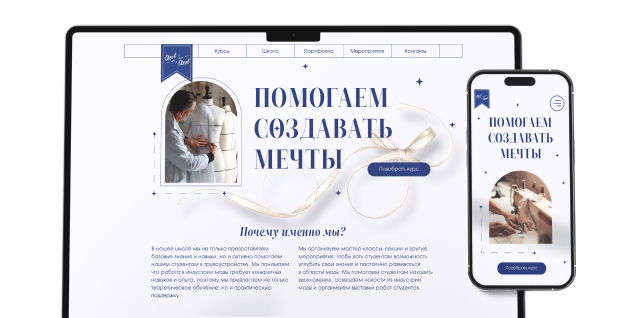 Курсы
Школа
Портфолио
Мероприятия
Контакты
ПОМОГАЕМ
СОЗДАВАТЬ
МЕЧТЫ
Подобрать курс
Почему именно мы?
В нашей школе мы не только предоставляем
базовые знания и навыки, но и активно помогаем
нашим студентам в трудоустройстве. Мы понимаем,
что работа в индустрии моды требует конкретных
навыков и опыта, поэтому мы предлагаем не только
теоретическое обучение, но и практическую
поддержку.
Мы организуем мастер-классы, лекции и другие
мероприятия, чтобы дать студентам возможность
углубить свои знания и постоянно развиваться
в области моды. Мы помогаем студентам находить
вдохновение, освещаем новости из индустрии
моды и организуем выставки работ студентов.
ПОМОГАЕМ
СОЗДАВАТЬ
МЕЧТЫ
Подобрать курс